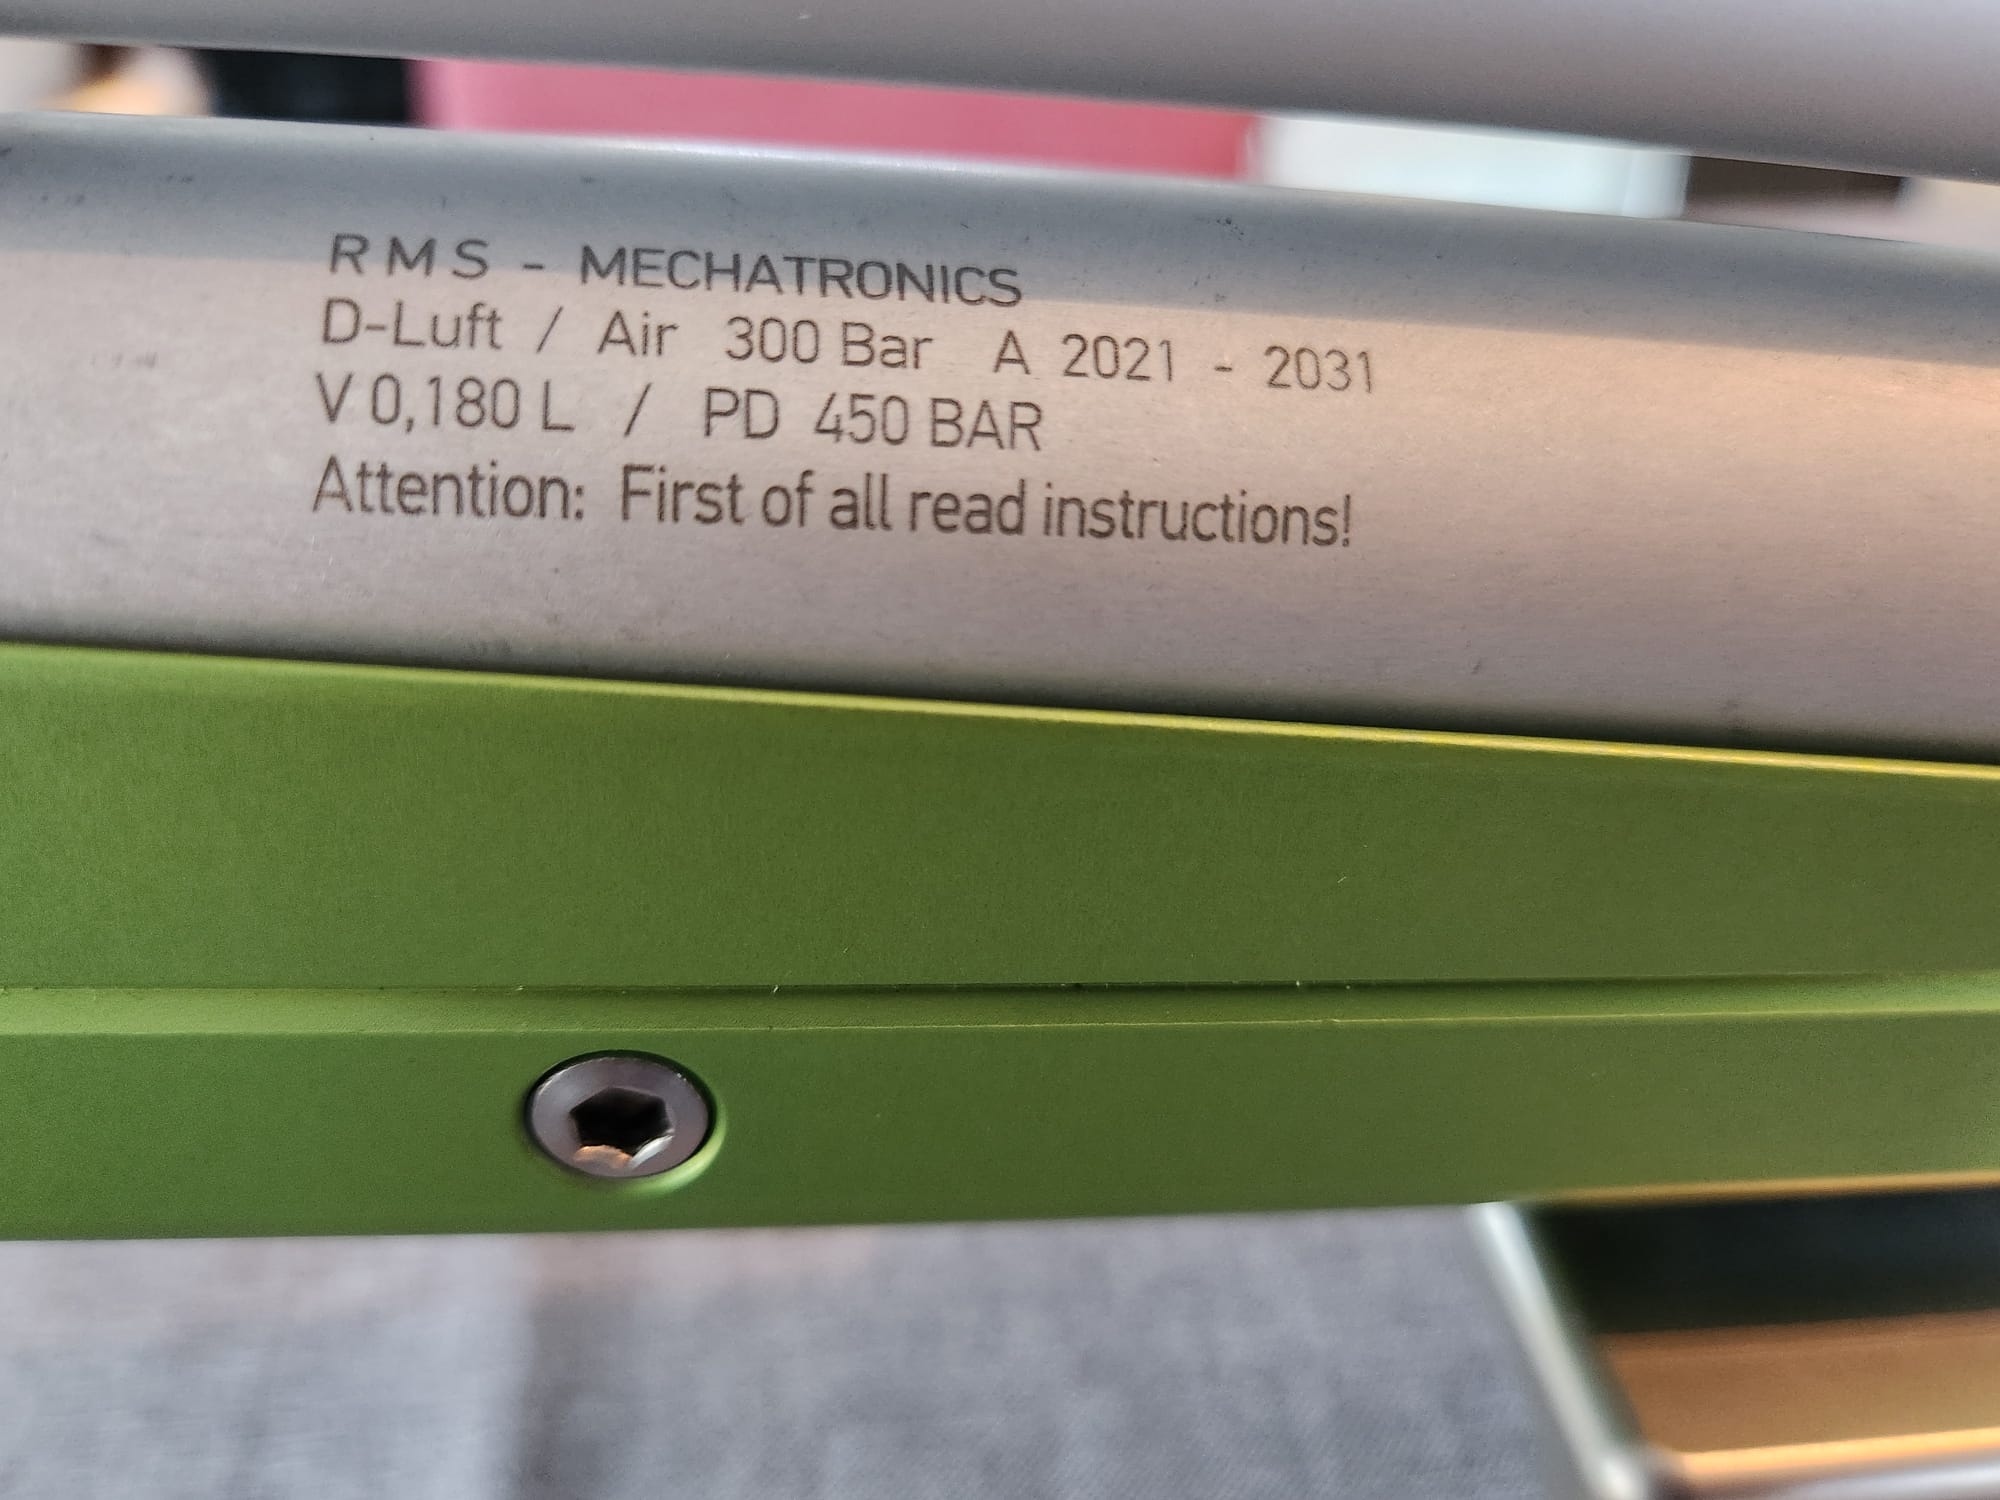 RMS - MECHATRONICS
D-Luft / Air 300 Bar A 2021 - 2031
V 0,180 L / PD 450 BAR
Attention: First of all read instructions!